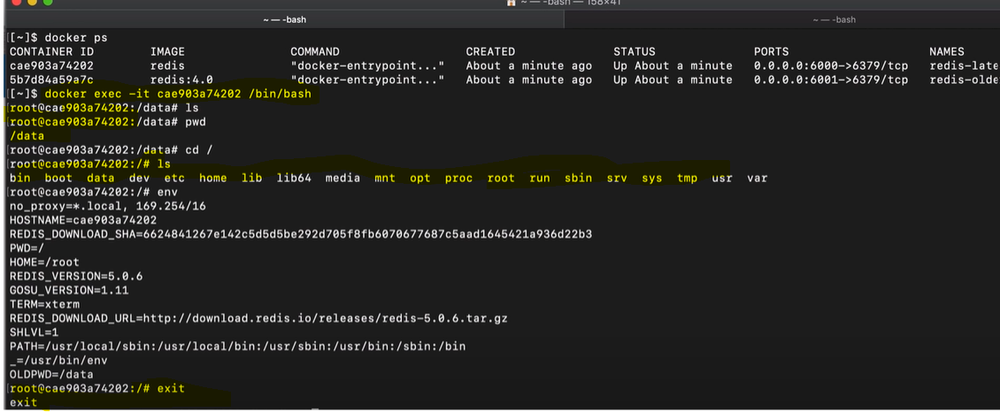 ~ — -bash — 158×41
~ — -bash ~ — -bash
[[~]$ docker ps
CONTAINER ID IMAGE COMMAND CREATED STATUS PORTS NAMES
cae903a74202 redis "docker-entrypoint..." About a minute ago Up About a minute 0.0.0.0:6000->6379/tcp redis-late
5b7d84a59a7c redis:4.0 "docker-entrypoint..." About a minute ago Up About a minute 0.0.0.0:6001->6379/tcp redis-olde
[[~]$ docker exec -it cae903a74202 /bin/bash
[root@cae903a74202:/data# ls
[root@cae903a74202:/data# pwd
/data
[root@cae903a74202:/data# cd /
[root@cae903a74202:/# ls
bin boot data dev etc home lib lib64 media mnt opt proc root run sbin srv sys tmp usr var
[root@cae903a74202:/# env
no_proxy=*.local, 169.254/16
HOSTNAME=cae903a74202
REDIS_DOWNLOAD_SHA=6624841267e142c5d5d5be292d705f8fb6070677687c5aad1645421a936d22b3
PWD=/
HOME=/root
REDIS_VERSION=5.0.6
GOSU_VERSION=1.11
TERM=xterm
REDIS_DOWNLOAD_URL=http://download.redis.io/releases/redis-5.0.6.tar.gz
SHLVL=1
PATH=/usr/local/sbin:/usr/local/bin:/usr/sbin:/usr/bin:/sbin:/bin
_=/usr/bin/env
OLDPWD=/data
[root@cae903a74202:/# exit
exit